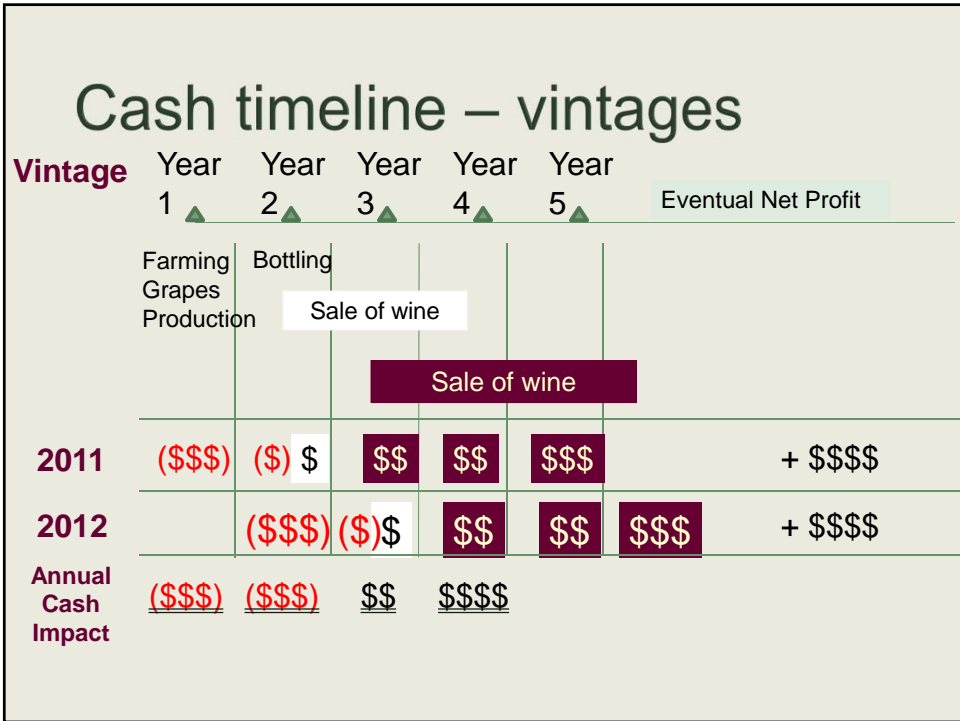 Cash timeline – vintages
Vintage
Year 1
Year 2
Year 3
Year 4
Year 5
Eventual Net Profit
Farming
Grapes
Production
Bottling
Sale of wine
Sale of wine
2011 ($$$) ($) $ $$ $$ $$$ + $$$$
2012 ($$$) ($) $ $$ $$ $$$ + $$$$
Annual
Cash
Impact
($$$) ($$$) $$ $$$$